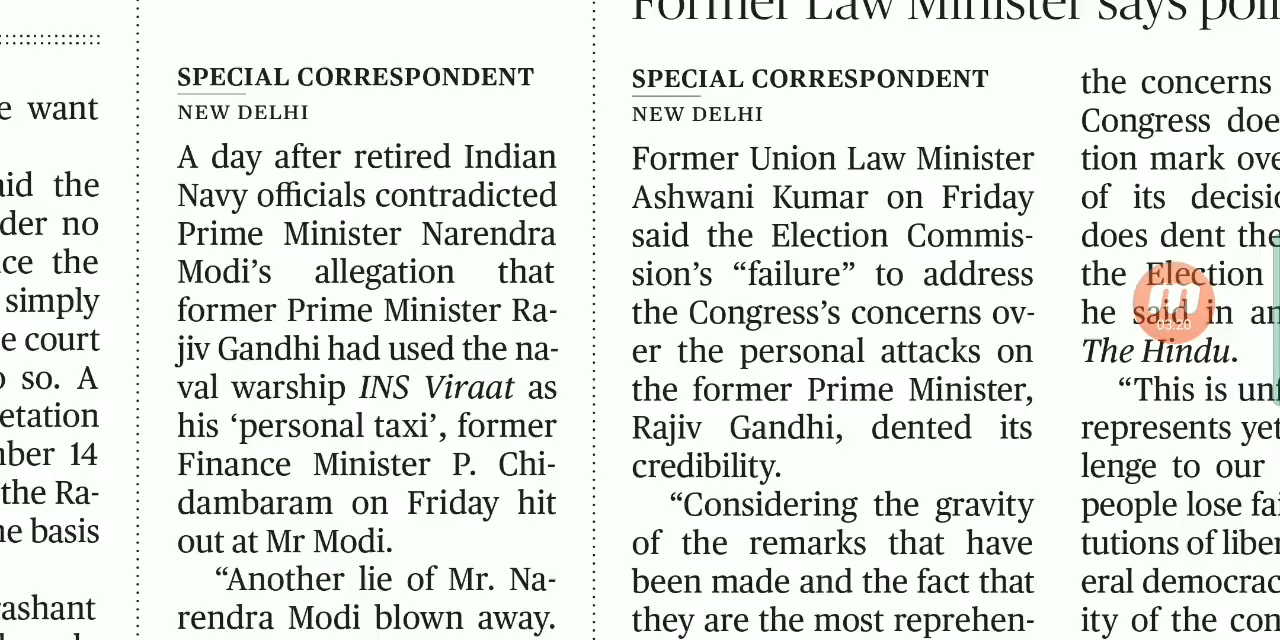 Former Law Minister says
e want
aid the
der no
ce the
simply
e court
so. A
etation
ber 14
the Ra-
e basis
rashant
SPECIAL CORRESPONDENT
NEW DELHI
A day after retired Indian
Navy officials contradicted
Prime Minister Narendra
Modi’s allegation that
former Prime Minister Ra-
jiv Gandhi had used the na-
val warship INS Viraat as
his ‘personal taxi’, former
Finance Minister P. Chi-
dambaram on Friday hit
out at Mr Modi.
“Another lie of Mr. Na-
rendra Modi blown away.
SPECIAL CORRESPONDENT
NEW DELHI
Former Union Law Minister
Ashwani Kumar on Friday
said the Election Commis-
sion’s “failure” to address
the Congress’s concerns ov-
er the personal attacks on
the former Prime Minister,
Rajiv Gandhi, dented its
credibility.
“Considering the gravity
of the remarks that have
been made and the fact that
they are the most reprehen-
the concerns
Congress doe
tion mark ove
of its decisio
does dent the
the Election
he said in an
The Hindu.
“This is unf
represents yet
lenge to our
people lose fai
tutions of liber
eral democrac
ity of the con
03:20